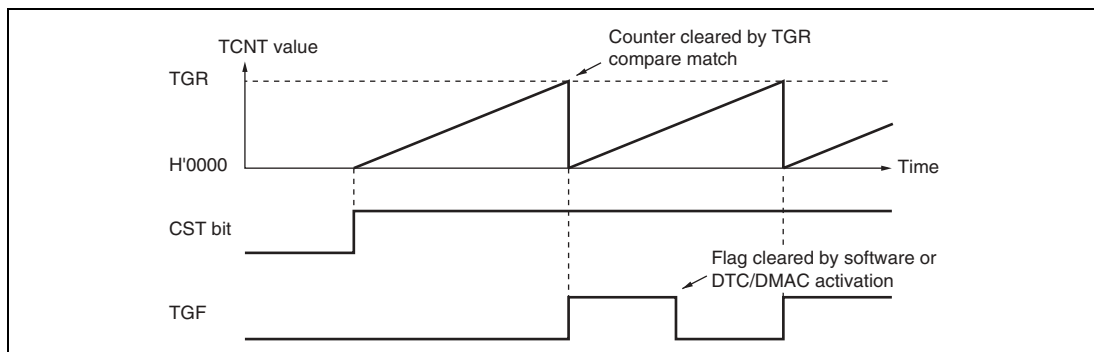 Counter cleared by TGR
compare match
TCNT value
TGR
H'0000
Time
CST bit
Flag cleared by software or
DTC/DMAC activation
TGF